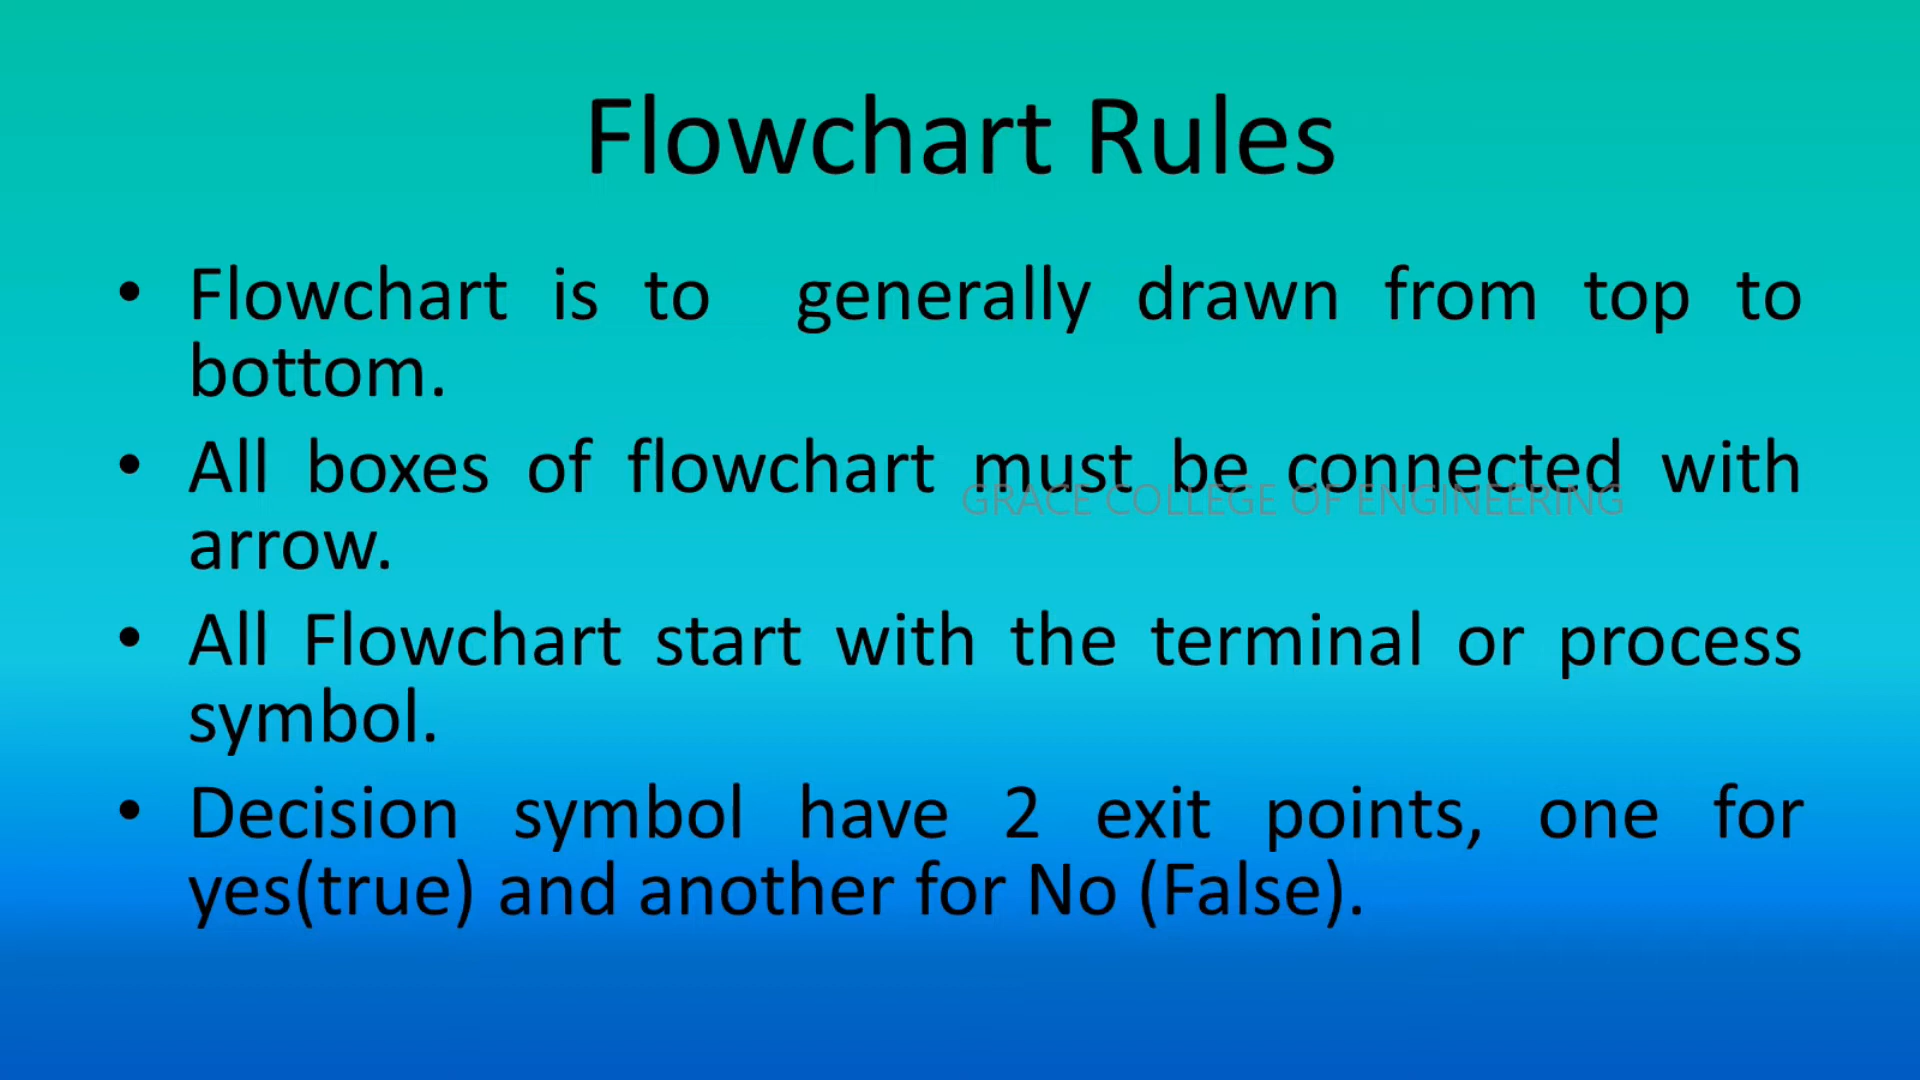 Flowchart Rules
• Flowchart is to generally drawn from top to
bottom.
• All boxes of flowchart must be connected with
GRACE COLLEGE OF ENGINEERING
arrow.
• All Flowchart start with the terminal or process
symbol.
• Decision symbol have 2 exit points, one for
yes(true) and another for No (False).